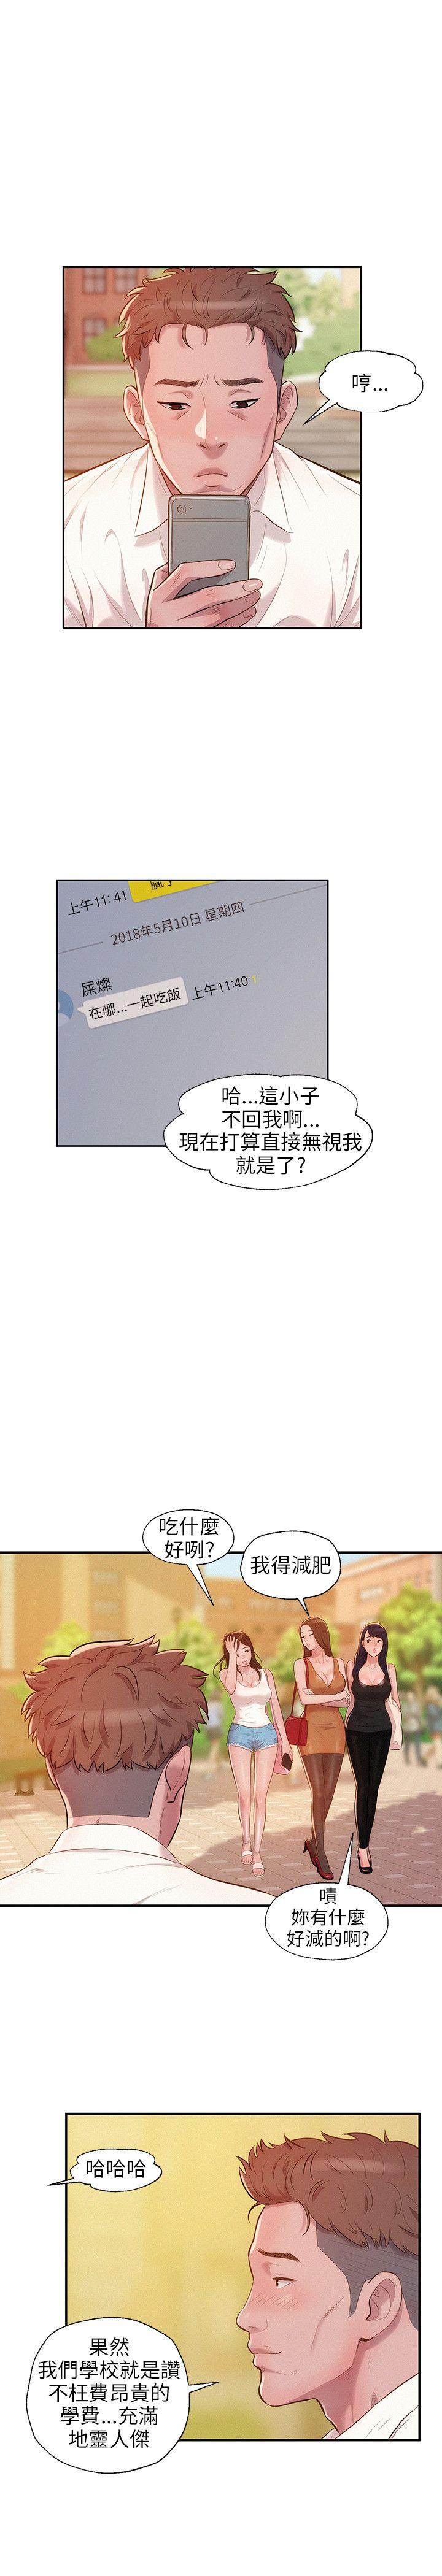 哼...
贏了
上午11:41
2018年5月10日 星期四
屎燦
在哪...一起吃飯
上午11:40
1
哈...這小子
不回我啊...
現在打算直接無視我
就是了?
吃什麼
好咧?
我得減肥
嘖
妳有什麼
好減的啊?
哈哈哈
果然
我們學校就是讚
不枉費昂貴的
學費...充滿
地靈人傑